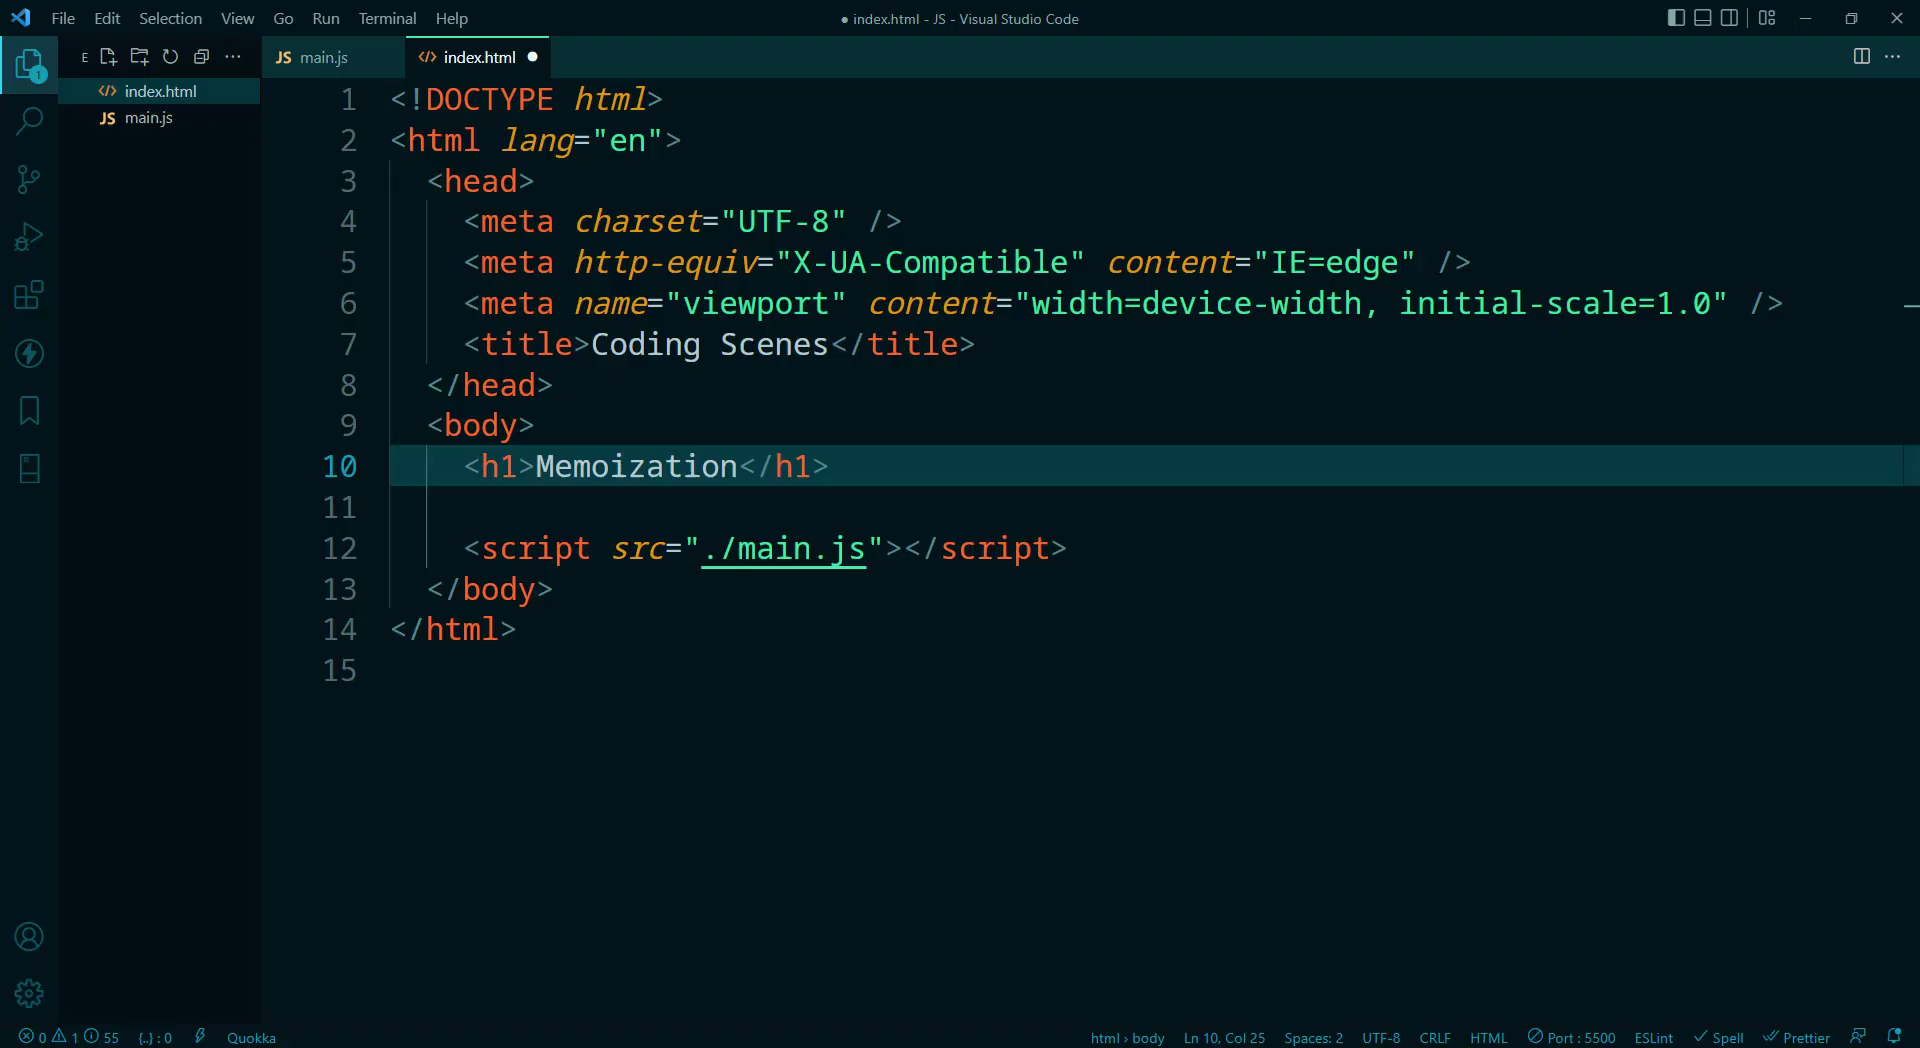 File Edit Selection View Go Run Terminal Help
● index.html - JS - Visual Studio Code
E
JS main.js
</> index.html ●
1
</> index.html
JS main.js
1 <!DOCTYPE html>
2 <html lang="en">
3 <head>
4 <meta charset="UTF-8" />
5 <meta http-equiv="X-UA-Compatible" content="IE=edge" />
6 <meta name="viewport" content="width=device-width, initial-scale=1.0" />
7 <title>Coding Scenes</title>
8 </head>
9 <body>
10 <h1>Memoization</h1>
11
12 <script src="./main.js"></script>
13 </body>
14 </html>
15
0 1 55 {..} : 0 Quokka html › body Ln 10, Col 25 Spaces: 2 UTF-8 CRLF HTML Port : 5500 ESLint Spell Prettier